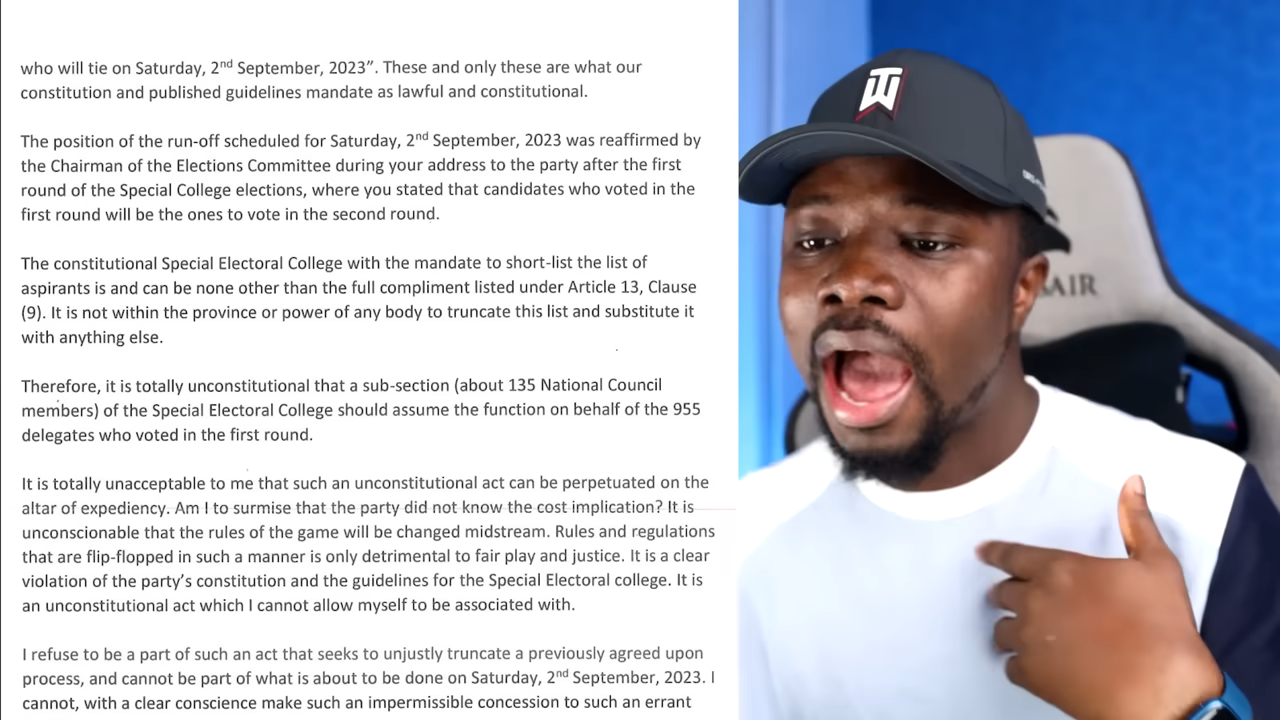 who will tie on Saturday, 2nd September, 2023”. These and only these are what our
constitution and published guidelines mandate as lawful and constitutional.
The position of the run-off scheduled for Saturday, 2nd September, 2023 was reaffirmed by
the Chairman of the Elections Committee during your address to the party after the first
round of the Special College elections, where you stated that candidates who voted in the
first round will be the ones to vote in the second round.
The constitutional Special Electoral College with the mandate to short-list the list of
aspirants is and can be none other than the full compliment listed under Article 13, Clause
(9). It is not within the province or power of any body to truncate this list and substitute it
with anything else.
Therefore, it is totally unconstitutional that a sub-section (about 135 National Council
members) of the Special Electoral College should assume the function on behalf of the 955
delegates who voted in the first round.
It is totally unacceptable to me that such an unconstitutional act can be perpetuated on the
altar of expediency. Am I to surmise that the party did not know the cost implication? It is
unconscionable that the rules of the game will be changed midstream. Rules and regulations
that are flip-flopped in such a manner is only detrimental to fair play and justice. It is a clear
violation of the party’s constitution and the guidelines for the Special Electoral college. It is
an unconstitutional act which I cannot allow myself to be associated with.
I refuse to be a part of such an act that seeks to unjustly truncate a previously agreed upon
process, and cannot be part of what is about to be done on Saturday, 2nd September, 2023. I
cannot, with a clear conscience make such an impermissible concession to such an errant
TW
AIR